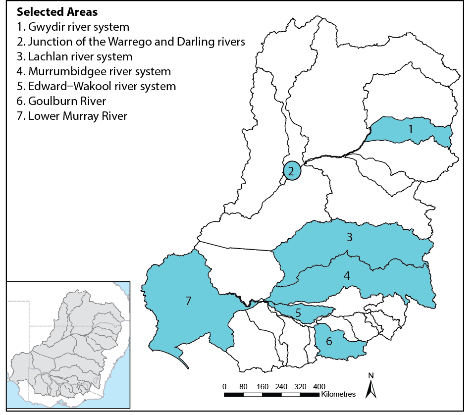 Selected Areas
1. Gwydir river system
2. Junction of the Warrego and Darling rivers
3. Lachlan river system
4. Murrumbidgee river system
5. Edward–Wakool river system
6. Goulburn River
7. Lower Murray River
1
2
3
4
7
5
6
N
0 80 160 240 320 400
Kilometres